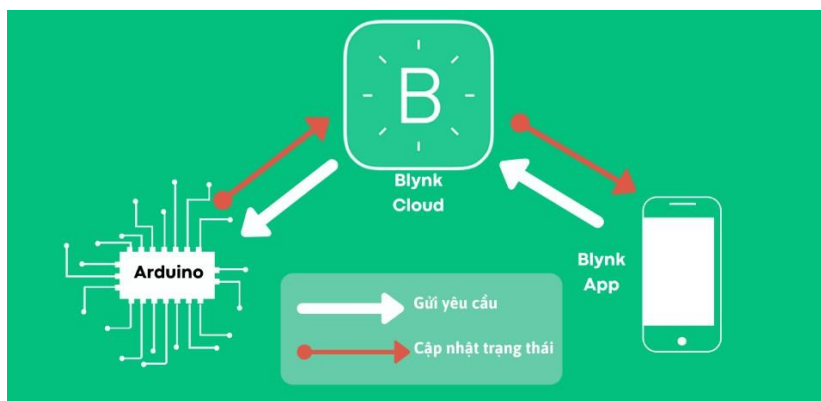 B
Blynk
Cloud
Arduino
Blynk
App
Gửi yêu cầu
Cập nhật trạng thái